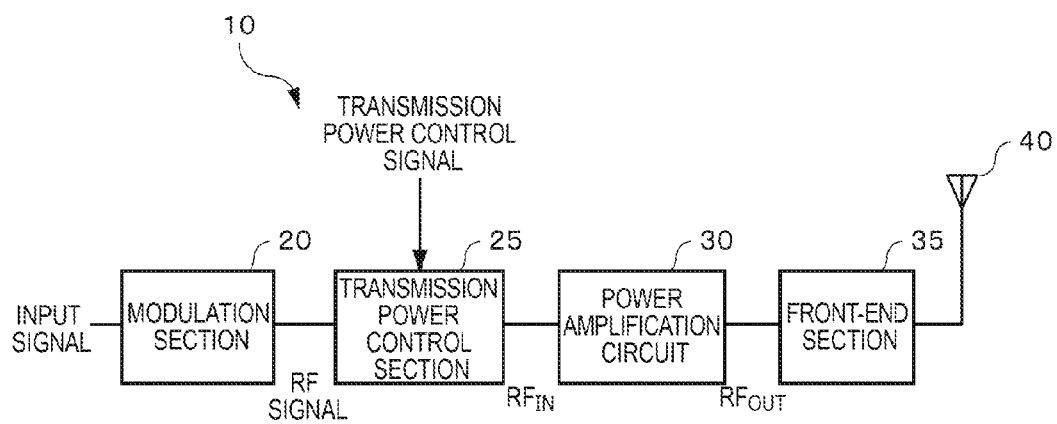 10
TRANSMISSION
POWER CONTROL
SIGNAL
40
20
25
30
35
INPUT
SIGNAL
MODULATION
SECTION
TRANSMISSION
POWER
CONTROL
SECTION
POWER
AMPLIFICATION
CIRCUIT
FRONT-END
SECTION
RF
SIGNAL
RFIN
RFOUT